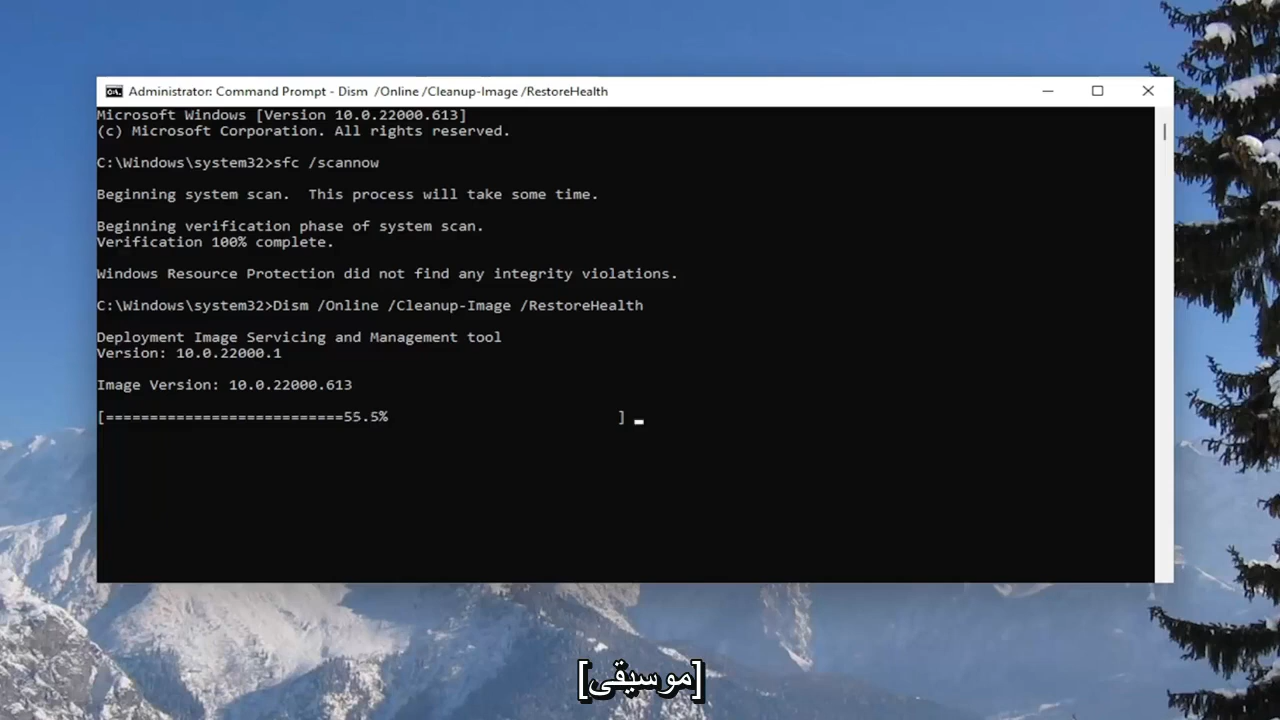 Administrator: Command Prompt - Dism  /Online /Cleanup-Image /RestoreHealth
Microsoft Windows [Version 10.0.22000.613]
(c) Microsoft Corporation. All rights reserved.
C:\Windows\system32>sfc /scannow
Beginning system scan.  This process will take some time.
Beginning verification phase of system scan.
Verification 100% complete.
Windows Resource Protection did not find any integrity violations.
C:\Windows\system32>Dism /Online /Cleanup-Image /RestoreHealth
Deployment Image Servicing and Management tool
Version: 10.0.22000.1
Image Version: 10.0.22000.613
[===========================55.5%                          ]
[موسيقى]